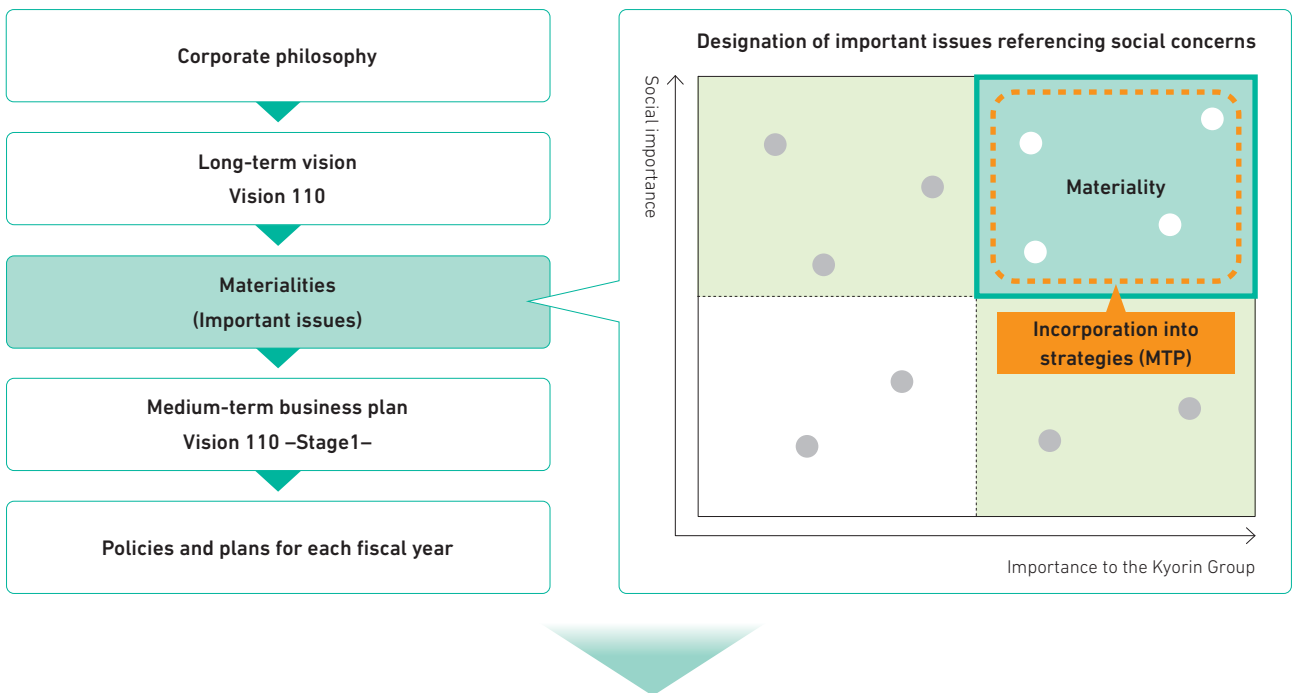 Corporate philosophy
Long-term vision
Vision 110
Materialities
(Important issues)
Medium-term business plan
Vision 110 –Stage1–
Policies and plans for each fiscal year
Designation of important issues referencing social concerns
Social importance
Materiality
Incorporation into
strategies (MTP)
Importance to the Kyorin Group